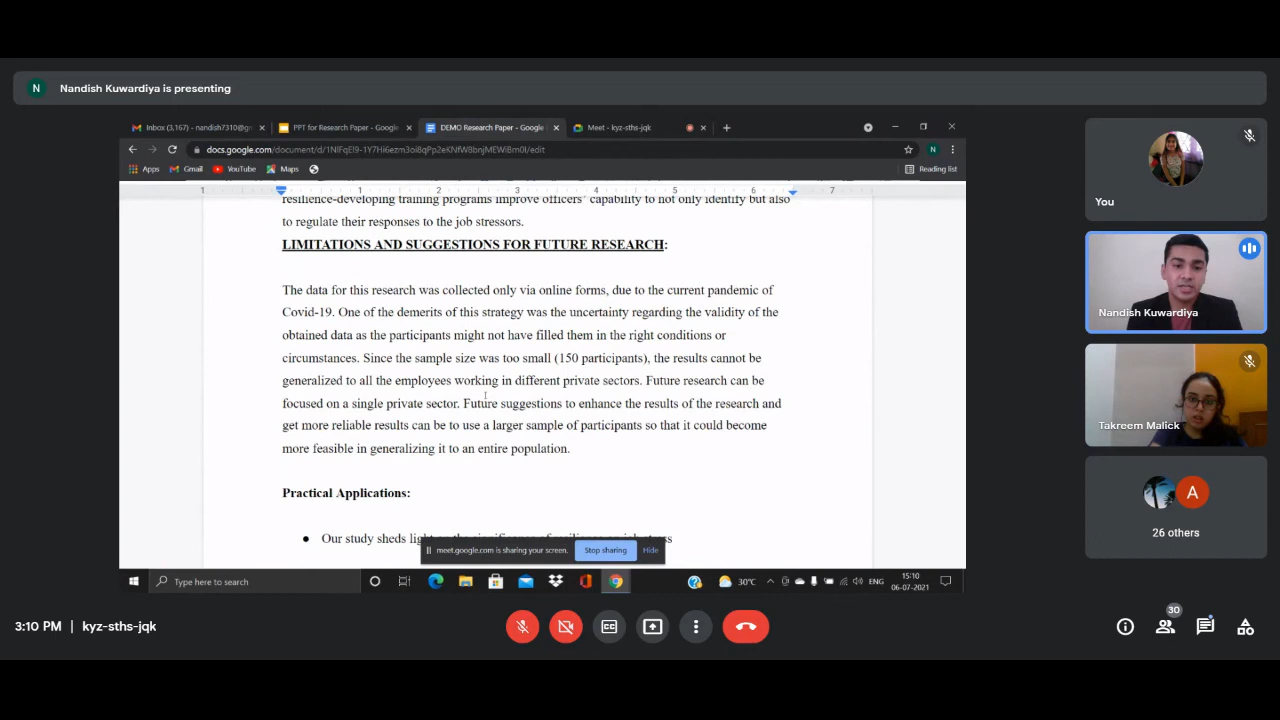 N Nandish Kuwardiya is presenting
Inbox (3,167) - nandish7310@gr
PPT for Research Paper - Google
DEMO Research Paper - Google
Meet - kyz-sths-jqk
docs.google.com/document/d/1NlFqEl9-1Y7Hi6ezm3oi8qPp2eKNfW8bnjMEWiBm0I/edit
N
Apps Gmail YouTube Maps Reading list
1 1 2 3 4 5 6 7
resilience-developing training programs improve officers' capability to not only identify but also
to regulate their responses to the job stressors.
LIMITATIONS AND SUGGESTIONS FOR FUTURE RESEARCH:
The data for this research was collected only via online forms, due to the current pandemic of
Covid-19. One of the demerits of this strategy was the uncertainty regarding the validity of the
obtained data as the participants might not have filled them in the right conditions or
circumstances. Since the sample size was too small (150 participants), the results cannot be
generalized to all the employees working in different private sectors. Future research can be
focused on a single private sector. Future suggestions to enhance the results of the research and
get more reliable results can be to use a larger sample of participants so that it could become
more feasible in generalizing it to an entire population.
Practical Applications:
● Our study sheds
meet.google.com is sharing your screen. Stop sharing Hide
Type here to search
30°C
ENG
15:10
06-07-2021
You
Nandish Kuwardiya
Takreem Malick
A
26 others
3:10 PM | kyz-sths-jqk
CC
30